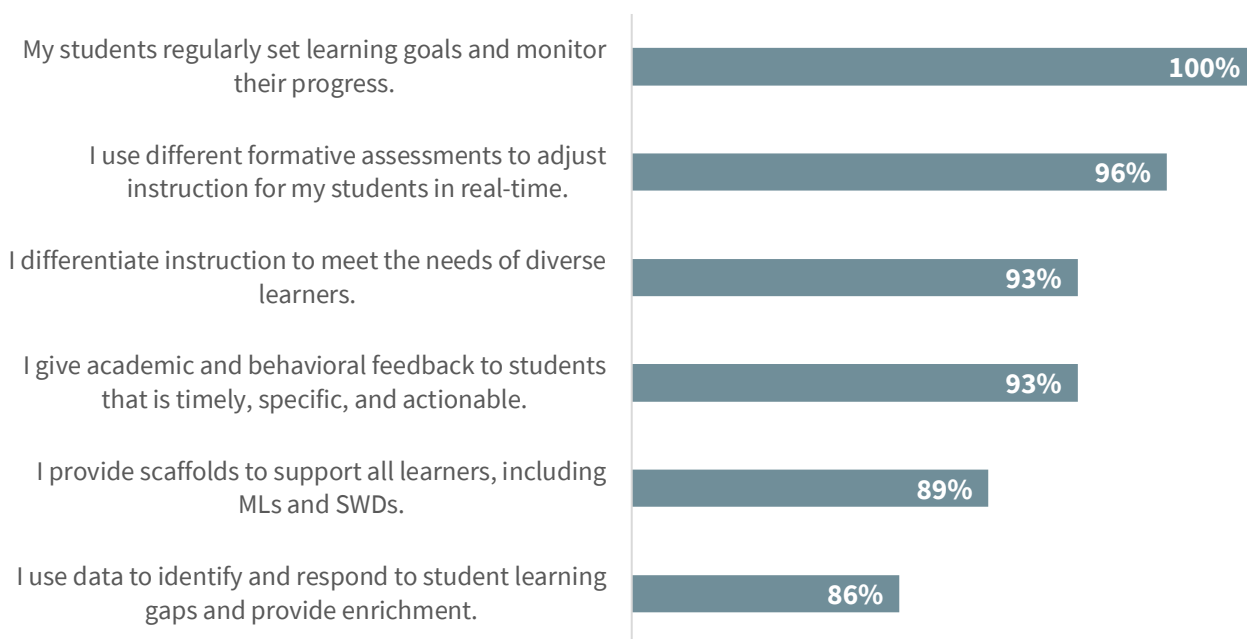 My students regularly set learning goals and monitor
their progress.
100%
I use different formative assessments to adjust
instruction for my students in real-time.
96%
I differentiate instruction to meet the needs of diverse
learners.
93%
I give academic and behavioral feedback to students
that is timely, specific, and actionable.
93%
I provide scaffolds to support all learners, including
MLs and SWDs.
89%
I use data to identify and respond to student learning
gaps and provide enrichment.
86%